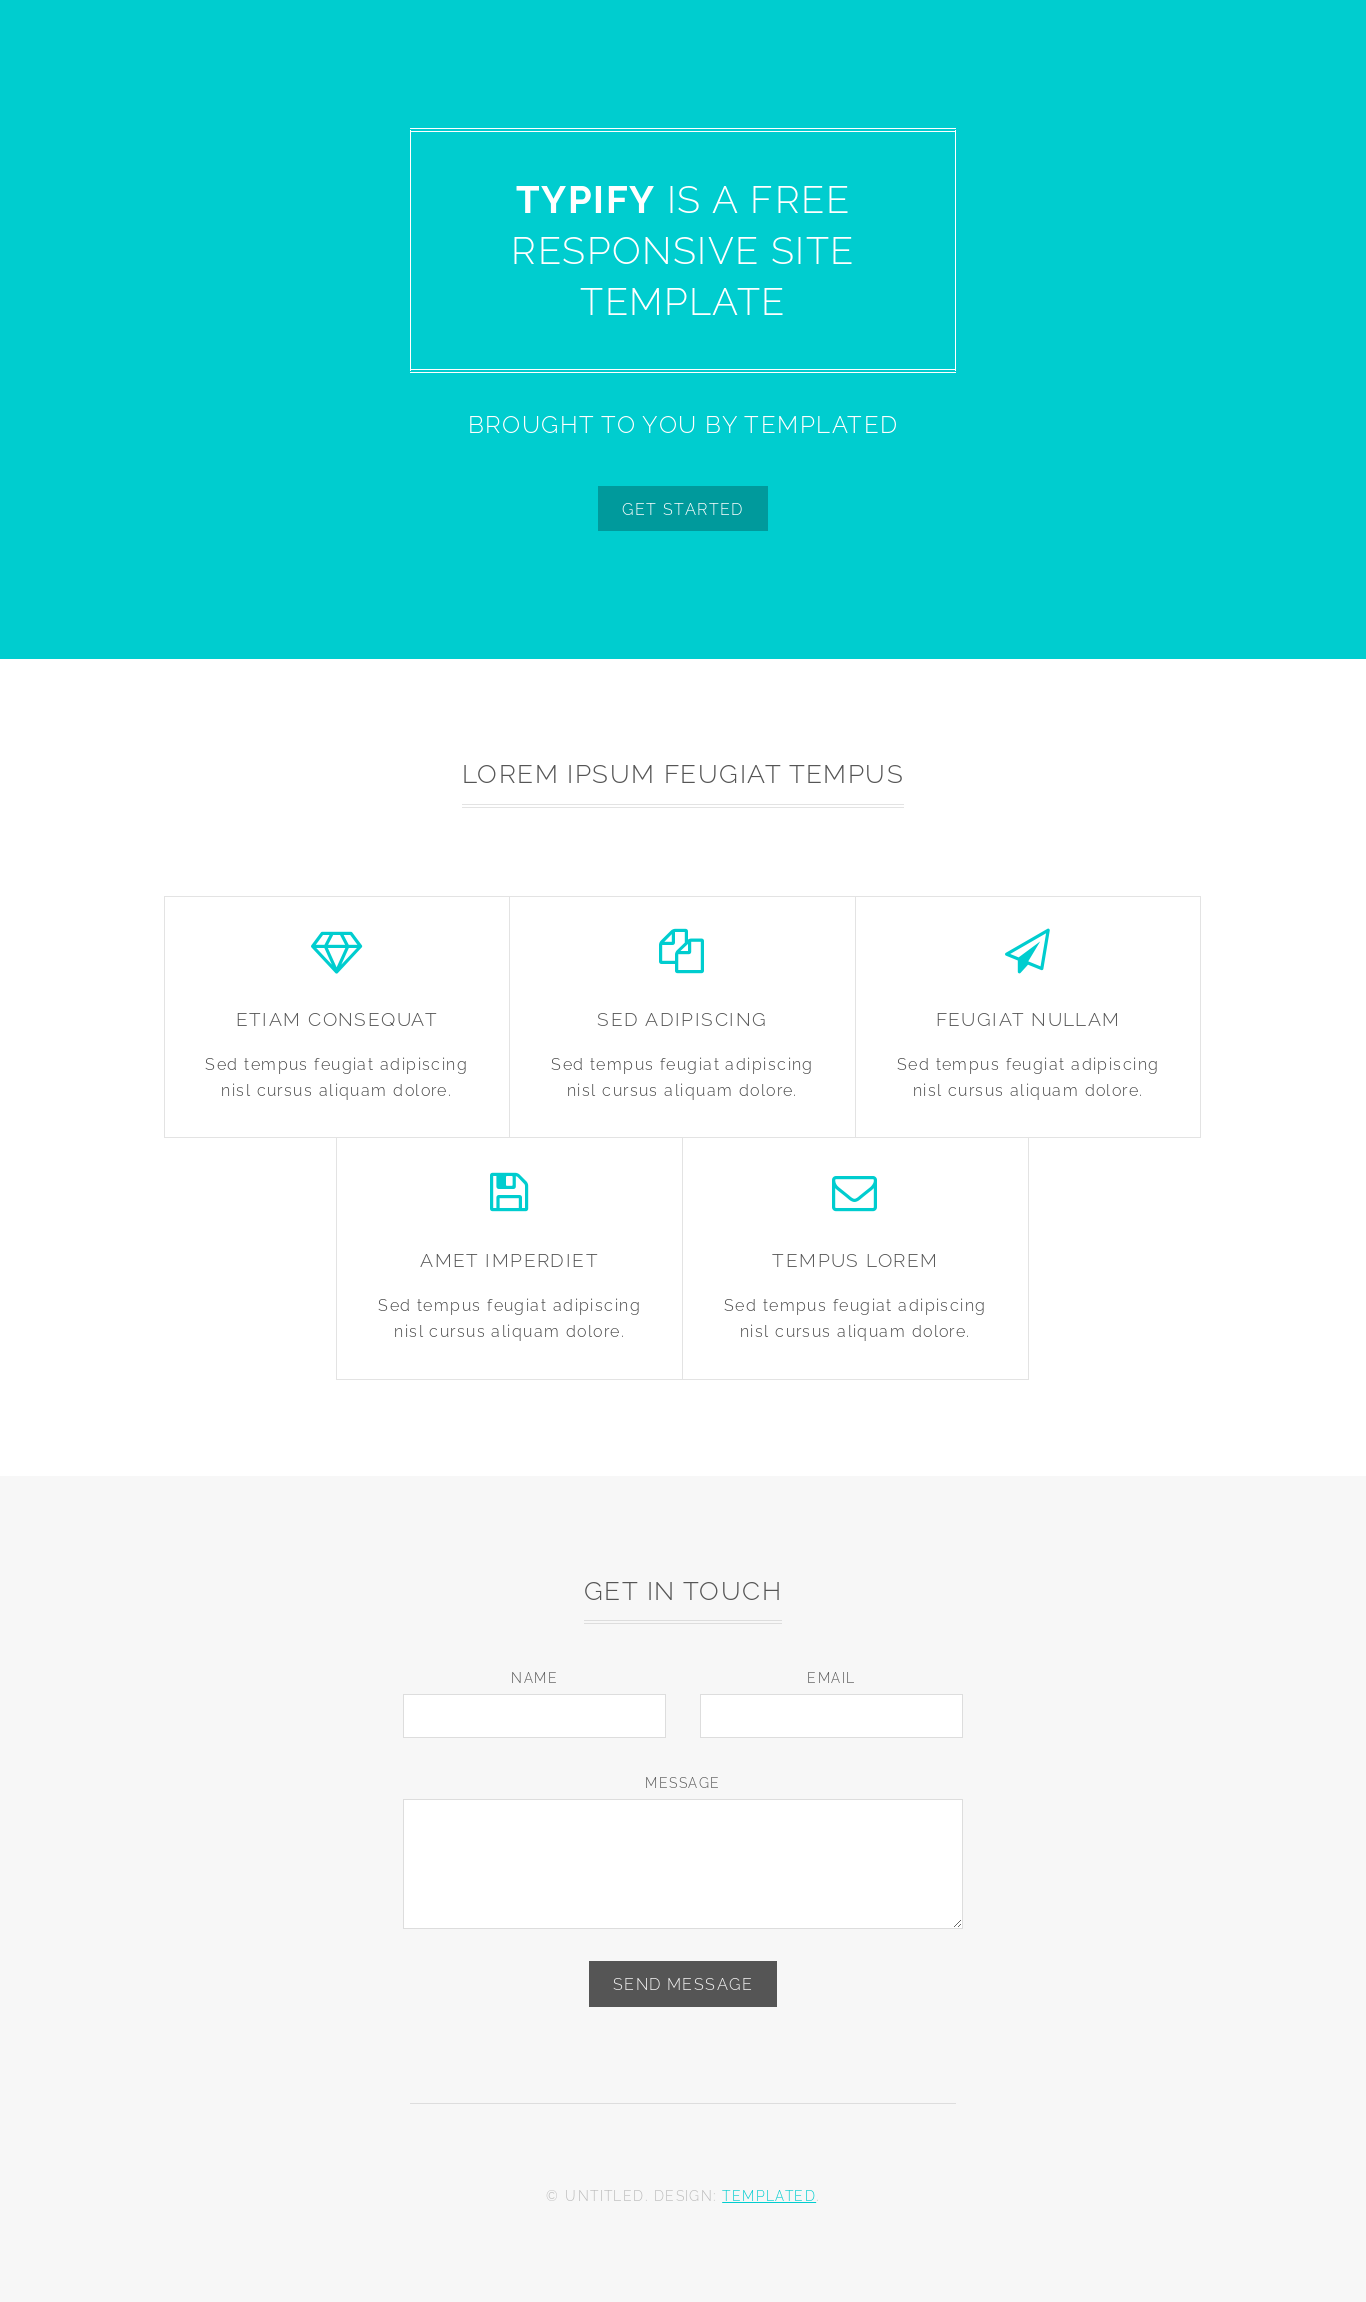 TYPIFY IS A FREE
RESPONSIVE SITE
TEMPLATE
BROUGHT TO YOU BY TEMPLATED
GET STARTED
LOREM IPSUM FEUGIAT TEMPUS
ETIAM CONSEQUAT
Sed tempus feugiat adipiscing
nisl cursus aliquam dolore.
SED ADIPISCING
Sed tempus feugiat adipiscing
nisl cursus aliquam dolore.
FEUGIAT NULLAM
Sed tempus feugiat adipiscing
nisl cursus aliquam dolore.
AMET IMPERDIET
Sed tempus feugiat adipiscing
nisl cursus aliquam dolore.
TEMPUS LOREM
Sed tempus feugiat adipiscing
nisl cursus aliquam dolore.
GET IN TOUCH
NAME
EMAIL
MESSAGE
SEND MESSAGE
© UNTITLED. DESIGN: TEMPLATED